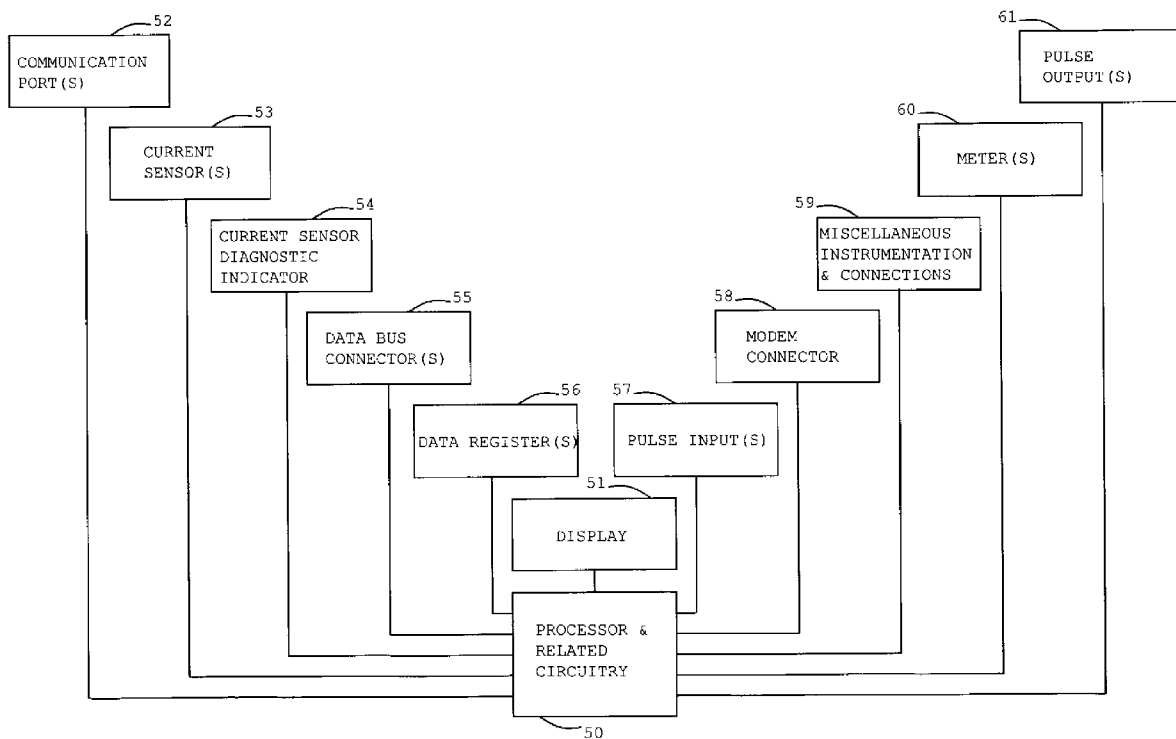 52
COMMUNICATION
PORT(S)
61
PULSE
OUTPUT(S)
53
CURRENT
SENSOR(S)
60
METER(S)
54
CURRENT SENSOR
DIAGNOSTIC
INDICATOR
59
MISCELLANEOUS
INSTRUMENTATION
& CONNECTIONS
55
DATA BUS
CONNECTOR(S)
58
MODEM
CONNECTOR
56
DATA REGISTER(S)
57
PULSE INPUT(S)
51
DISPLAY
PROCESSOR &
RELATED
CIRCUITRY
50